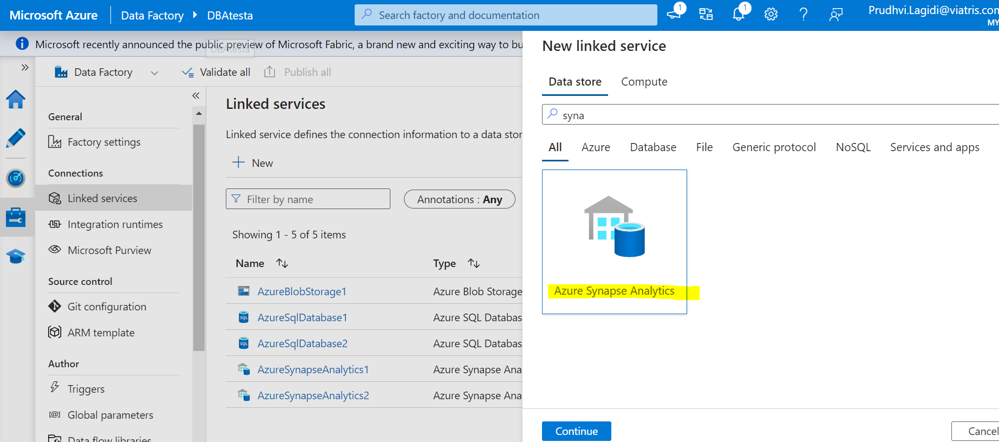 Microsoft Azure
Data Factory
DBAtesta
Search factory and documentation
1
1
Prudhvi.Lagidi@viatris.com
MY
Microsoft recently announced the public preview of Microsoft Fabric, a brand new and exciting way to bu
DBAtesta
Data Factory
Validate all
Publish all
General
Factory settings
Connections
Linked services
Integration runtimes
Microsoft Purview
Source control
Git configuration
ARM template
Author
Triggers
Global parameters
Data flow libraries
Linked services
Linked service defines the connection information to a data stor
New
Filter by name
Annotations : Any
Showing 1 - 5 of 5 items
Name
Type
AzureBlobStorage1
Azure Blob Storage
AzureSqlDatabase1
Azure SQL Databas
AzureSqlDatabase2
Azure SQL Databas
AzureSynapseAnalytics1
Azure Synapse Ana
AzureSynapseAnalytics2
Azure Synapse Ana
New linked service
Data store
Compute
syna
All
Azure
Database
File
Generic protocol
NoSQL
Services and apps
Azure Synapse Analytics
Continue
Cancel